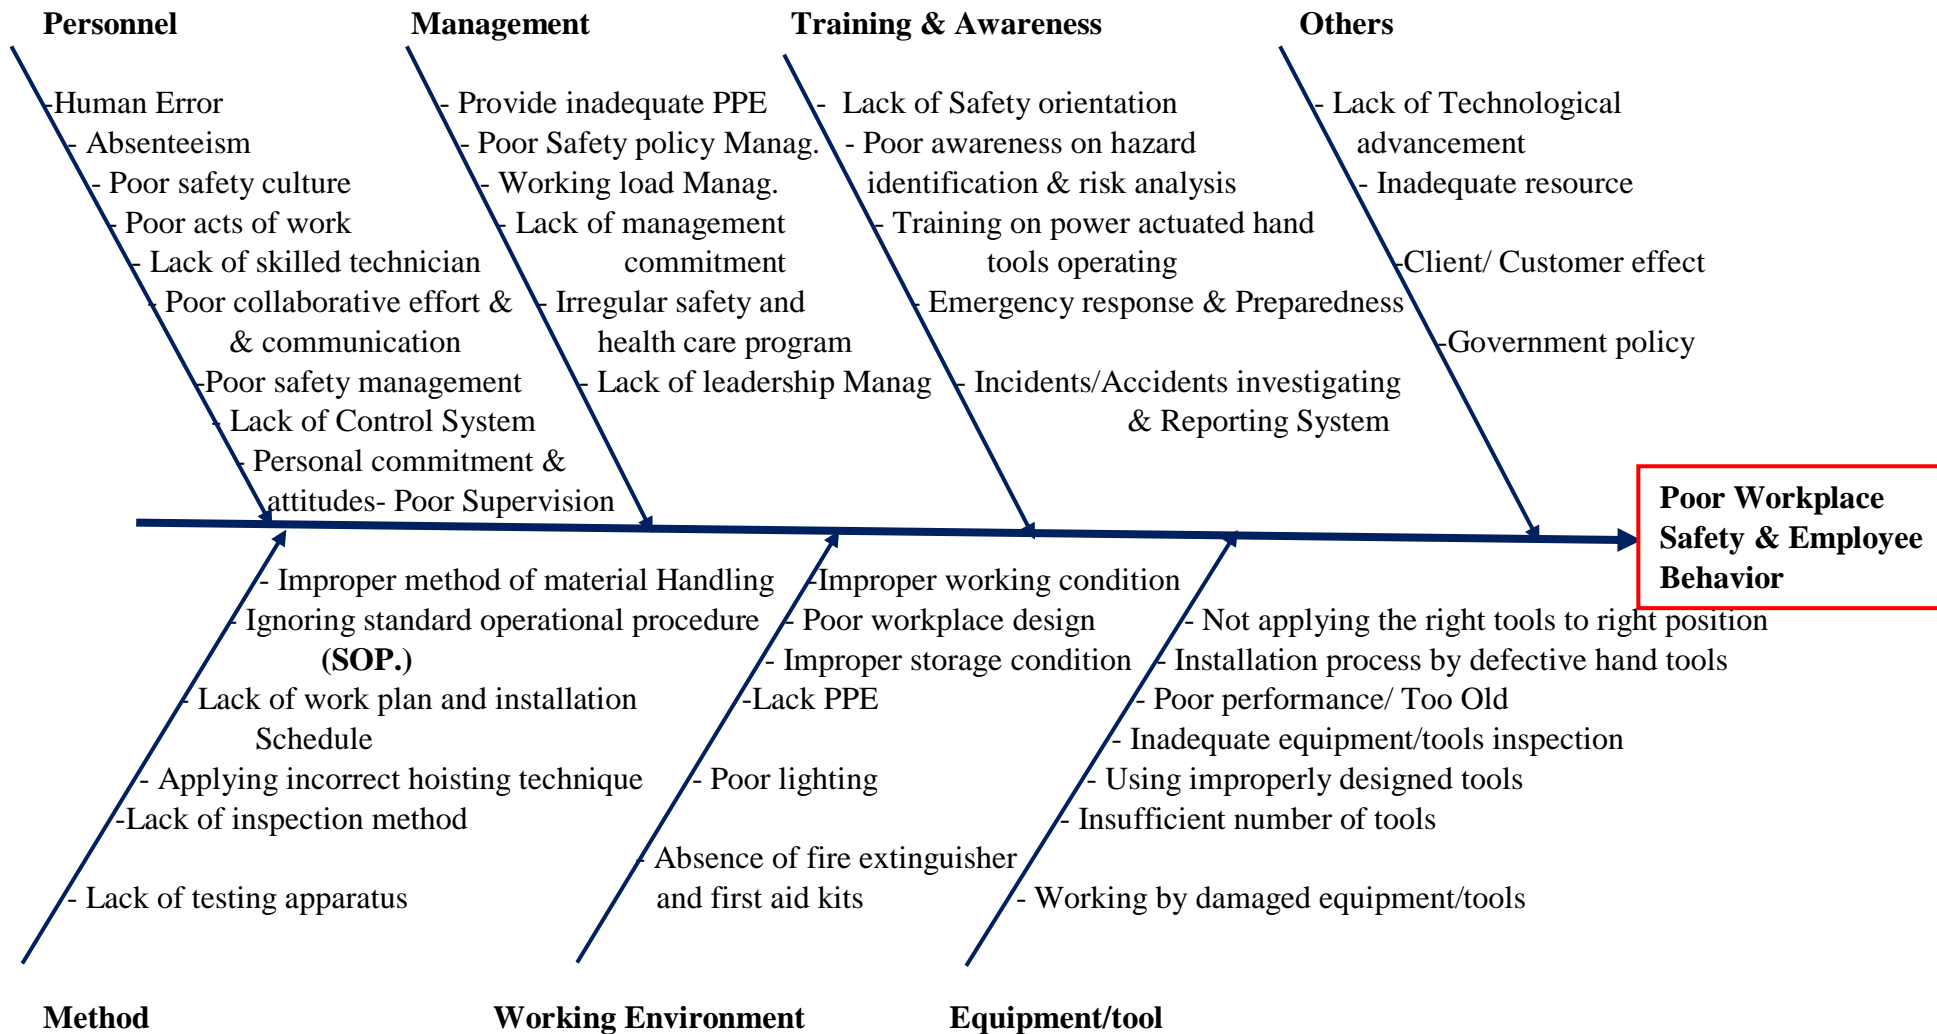 Personnel
-Human Error
- Absenteeism
- Poor safety culture
- Poor acts of work
- Lack of skilled technician
- Poor collaborative effort &
& communication
-Poor safety management
- Lack of Control System
- Personal commitment &
attitudes- Poor Supervision
Management
- Provide inadequate PPE
- Poor Safety policy Manag.
- Working load Manag.
- Lack of management
commitment
- Irregular safety and
health care program
- Lack of leadership Manag
Training & Awareness
- Lack of Safety orientation
- Poor awareness on hazard
identification & risk analysis
- Training on power actuated hand
tools operating
- Emergency response & Preparedness
- Incidents/Accidents investigating
& Reporting System
Others
- Lack of Technological
advancement
- Inadequate resource
-Client/ Customer effect
-Government policy
Poor Workplace
Safety & Employee
Behavior
- Improper method of material Handling
- Ignoring standard operational procedure
(SOP.)
- Lack of work plan and installation
Schedule
- Applying incorrect hoisting technique
-Lack of inspection method
- Lack of testing apparatus
Method
-Improper working condition
- Poor workplace design
- Improper storage condition
-Lack PPE
- Poor lighting
- Absence of fire extinguisher
and first aid kits
Working Environment
- Not applying the right tools to right position
- Installation process by defective hand tools
- Poor performance/ Too Old
- Inadequate equipment/tools inspection
- Using improperly designed tools
- Insufficient number of tools
- Working by damaged equipment/tools
Equipment/tool